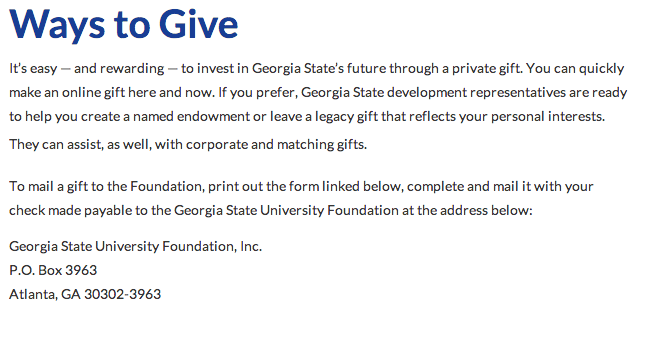 Ways to Give
It's easy — and rewarding — to invest in Georgia State's future through a private gift. You can quickly
make an online gift here and now. If you prefer, Georgia State development representatives are ready
to help you create a named endowment or leave a legacy gift that reflects your personal interests.
They can assist, as well, with corporate and matching gifts.
To mail a gift to the Foundation, print out the form linked below, complete and mail it with your
check made payable to the Georgia State University Foundation at the address below:
Georgia State University Foundation, Inc.
P.O. Box 3963
Atlanta, GA 30302-3963